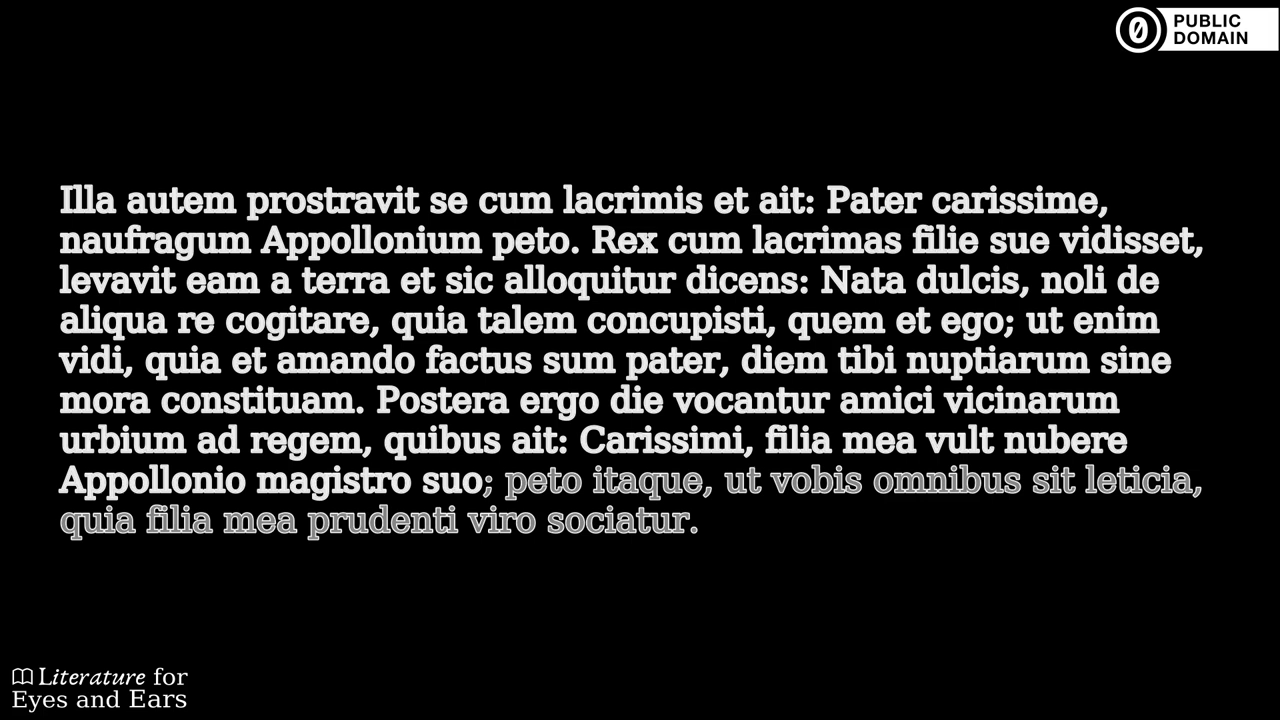 PUBLIC
DOMAIN
Illa autem prostravit se cum lacrimis et ait: Pater carissime,
naufragum Appollonium peto. Rex cum lacrimas filie sue vidisset,
levavit eam a terra et sic alloquitur dicens: Nata dulcis, noli de
aliqua re cogitare, quia talem concupisti, quem et ego; ut enim
vidi, quia et amando factus sum pater, diem tibi nuptiarum sine
mora constituam. Postera ergo die vocantur amici vicinarum
urbium ad regem, quibus ait: Carissimi, filia mea vult nubere
Appollonio magistro suo; peto itaque, ut vobis omnibus sit leticia,
quia filia mea prudenti viro sociatur.
Literature for
Eyes and Ears